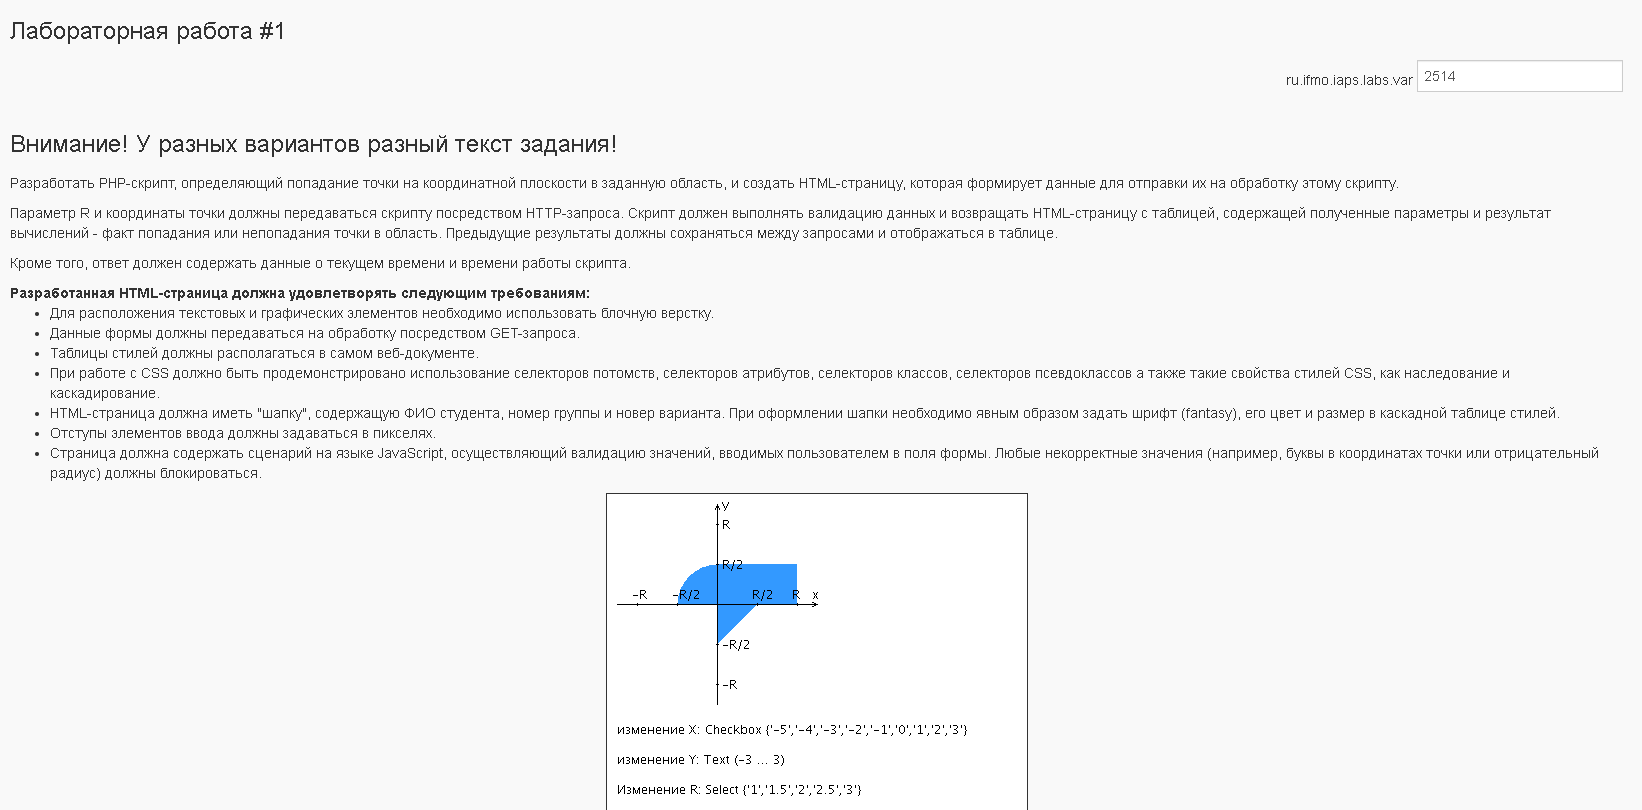 Лабораторная работа #1
ru.ifmo.iaps.labs.var 2514
Внимание! У разных вариантов разный текст задания!
Разработать PHP-скрипт, определяющий попадание точки на координатной плоскости в заданную область, и создать HTML-страницу, которая формирует данные для отправки их на обработку этому скрипту.
Параметр R и координаты точки должны передаваться скрипту посредством HTTP-запроса. Скрипт должен выполнять валидацию данных и возвращать HTML-страницу с таблицей, содержащей полученные параметры и результат
вычислений - факт попадания или непопадания точки в область. Предыдущие результаты должны сохраняться между запросами и отображаться в таблице.
Кроме того, ответ должен содержать данные о текущем времени и времени работы скрипта.
Разработанная HTML-страница должна удовлетворять следующим требованиям:
• Для расположения текстовых и графических элементов необходимо использовать блочную верстку.
• Данные формы должны передаваться на обработку посредством GET-запроса.
• Таблицы стилей должны располагаться в самом веб-документе.
• При работе с CSS должно быть продемонстрировано использование селекторов потомств, селекторов атрибутов, селекторов классов, селекторов псевдоклассов а также такие свойства стилей CSS, как наследование и
каскадирование.
• HTML-страница должна иметь "шапку", содержащую ФИО студента, номер группы и новер варианта. При оформлении шапки необходимо явным образом задать шрифт (fantasy), его цвет и размер в каскадной таблице стилей.
• Отступы элементов ввода должны задаваться в пикселях.
• Страница должна содержать сценарий на языке JavaScript, осуществляющий валидацию значений, вводимых пользователем в поля формы. Любые некорректные значения (например, буквы в координатах точки или отрицательный
радиус) должны блокироваться.
y
R
R/2
-R -R/2 R/2 R x
-R/2
-R
изменение X: Checkbox {'-5','-4','-3','-2','-1','0','1','2','3'}
изменение Y: Text (-3 ... 3)
Изменение R: Select {'1','1.5','2','2.5','3'}